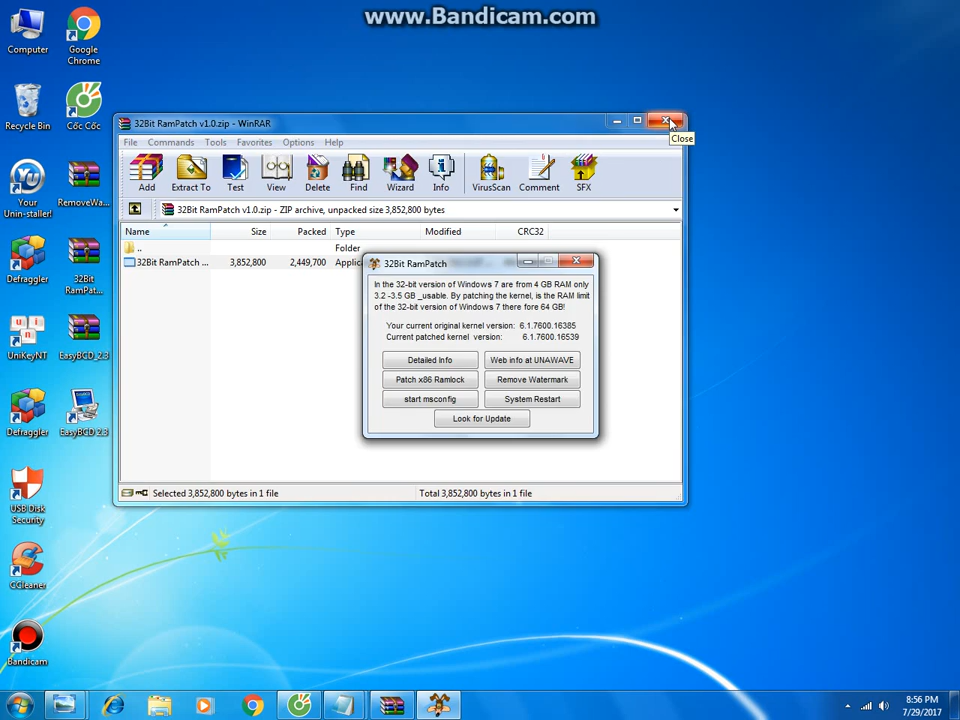 www.Bandicam.com
Computer
Google
Chrome
Recycle Bin
Cốc Cốc
Your
Unin-staller!
RemoveWa...
Defraggler
32Bit
RamPat...
UniKeyNT
EasyBCD_2.3
Defraggler
EasyBCD 2.3
USB Disk
Security
CCleaner
Bandicam
32Bit RamPatch v1.0.zip - WinRAR
Close
File Commands Tools Favorites Options Help
Add Extract To Test View Delete Find Wizard Info VirusScan Comment SFX
32Bit RamPatch v1.0.zip - ZIP archive, unpacked size 3,852,800 bytes
Name Size Packed Type Modified CRC32
.. Folder
32Bit RamPatch ... 3,852,800 2,449,700 Applic
32Bit RamPatch
In the 32-bit version of Windows 7 are from 4 GB RAM only
3.2 -3.5 GB _usable. By patching the kernel, is the RAM limit
of the 32-bit version of Windows 7 there fore 64 GB!
Your current original kernel version: 6.1.7600.16385
Current patched kernel version: 6.1.7600.16539
Detailed Info Web info at UNAWAVE
Patch x86 Ramlock Remove Watermark
start msconfig System Restart
Look for Update
Selected 3,852,800 bytes in 1 file Total 3,852,800 bytes in 1 file
8:56 PM
7/29/2017